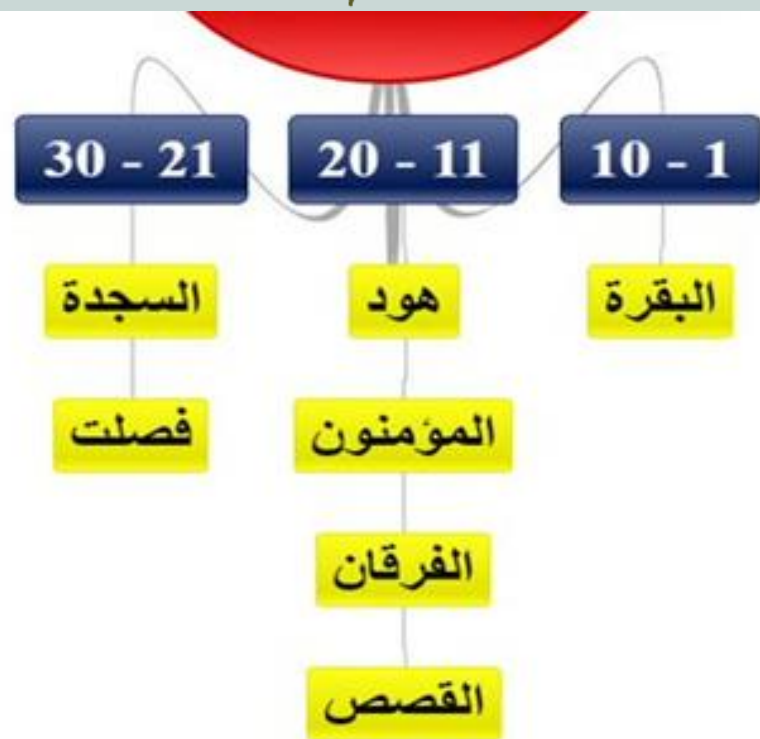 1 - 10
11 - 20
21 - 30
البقرة
هود
السجدة
المؤمنون
فصلت
الفرقان
القصص